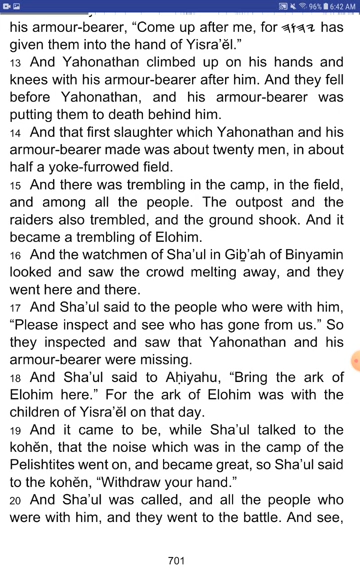 96% 6:42 AM
his armour-bearer, “Come up after me, for 𐤉𐤄𐤅𐤄 has
given them into the hand of Yisra’ĕl.”
13 And Yahonathan climbed up on his hands and
knees with his armour-bearer after him. And they fell
before Yahonathan, and his armour-bearer was
putting them to death behind him.
14 And that first slaughter which Yahonathan and his
armour-bearer made was about twenty men, in about
half a yoke-furrowed field.
15 And there was trembling in the camp, in the field,
and among all the people. The outpost and the
raiders also trembled, and the ground shook. And it
became a trembling of Elohim.
16 And the watchmen of Sha’ul in Giḇ‛ah of Binyamin
looked and saw the crowd melting away, and they
went here and there.
17 And Sha’ul said to the people who were with him,
“Please inspect and see who has gone from us.” So
they inspected and saw that Yahonathan and his
armour-bearer were missing.
18 And Sha’ul said to Aḥiyahu, “Bring the ark of
Elohim here.” For the ark of Elohim was with the
children of Yisra’ĕl on that day.
19 And it came to be, while Sha’ul talked to the
kohĕn, that the noise which was in the camp of the
Pelishtites went on, and became great, so Sha’ul said
to the kohĕn, “Withdraw your hand.”
20 And Sha’ul was called, and all the people who
were with him, and they went to the battle. And see,
701